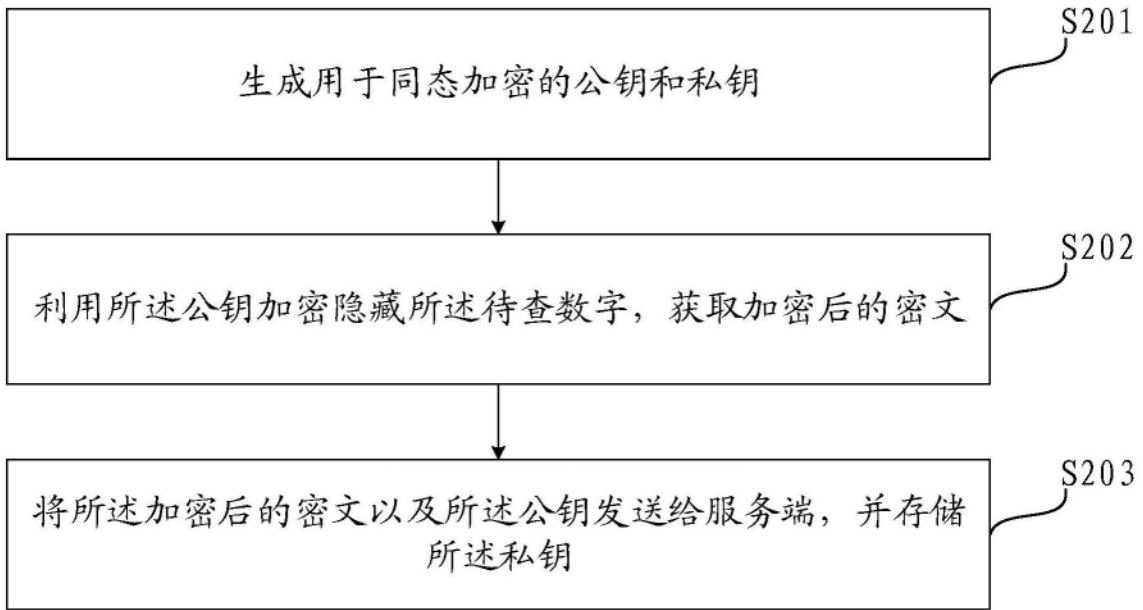 S201
生成用于同态加密的公钥和私钥
S202
利用所述公钥加密隐藏所述待查数字，获取加密后的密文
S203
将所述加密后的密文以及所述公钥发送给服务端，并存储
所述私钥